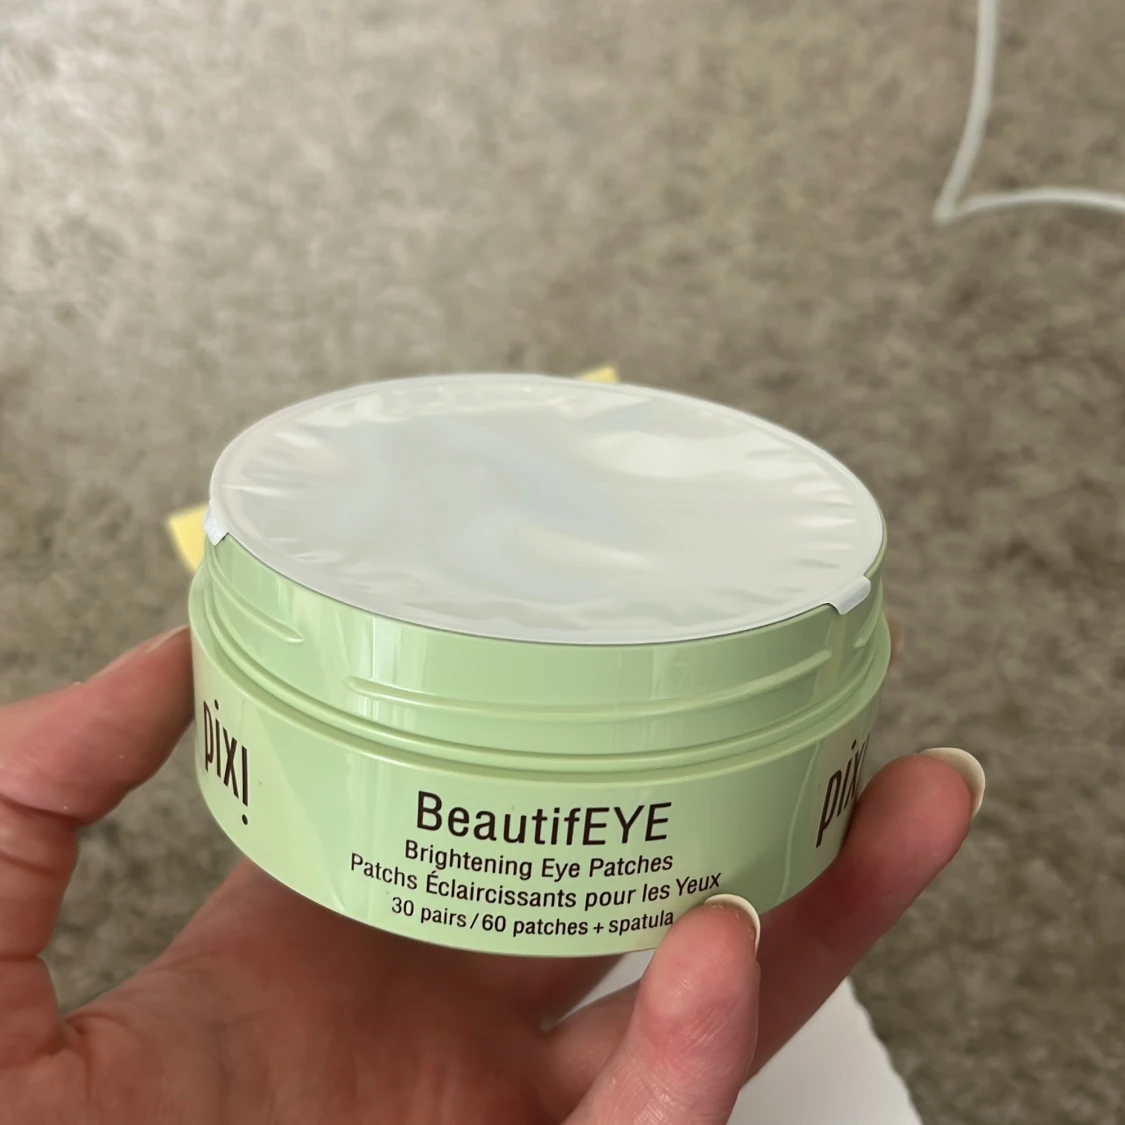 pixi
BeautifEYE
Brightening Eye Patches
Patchs Éclaircissants pour les Yeux
30 pairs/60 patches + spatula
pixi